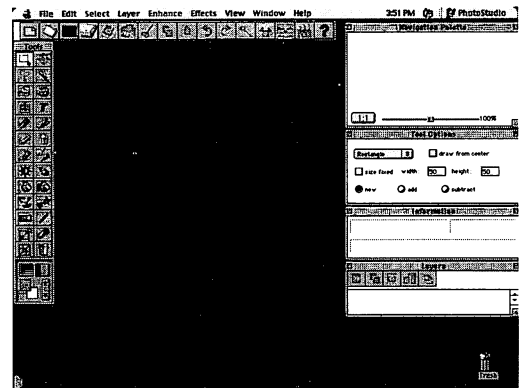 File Edit Select Layer Enhance Effects View Window Help 3:51 PM PhotoStudio
Tools
Navigation Palette
1:1 100%
Tool Options
Rectangle draw from center
size fixed width 50 height: 50
new add subtract
Information
Layers
Trash